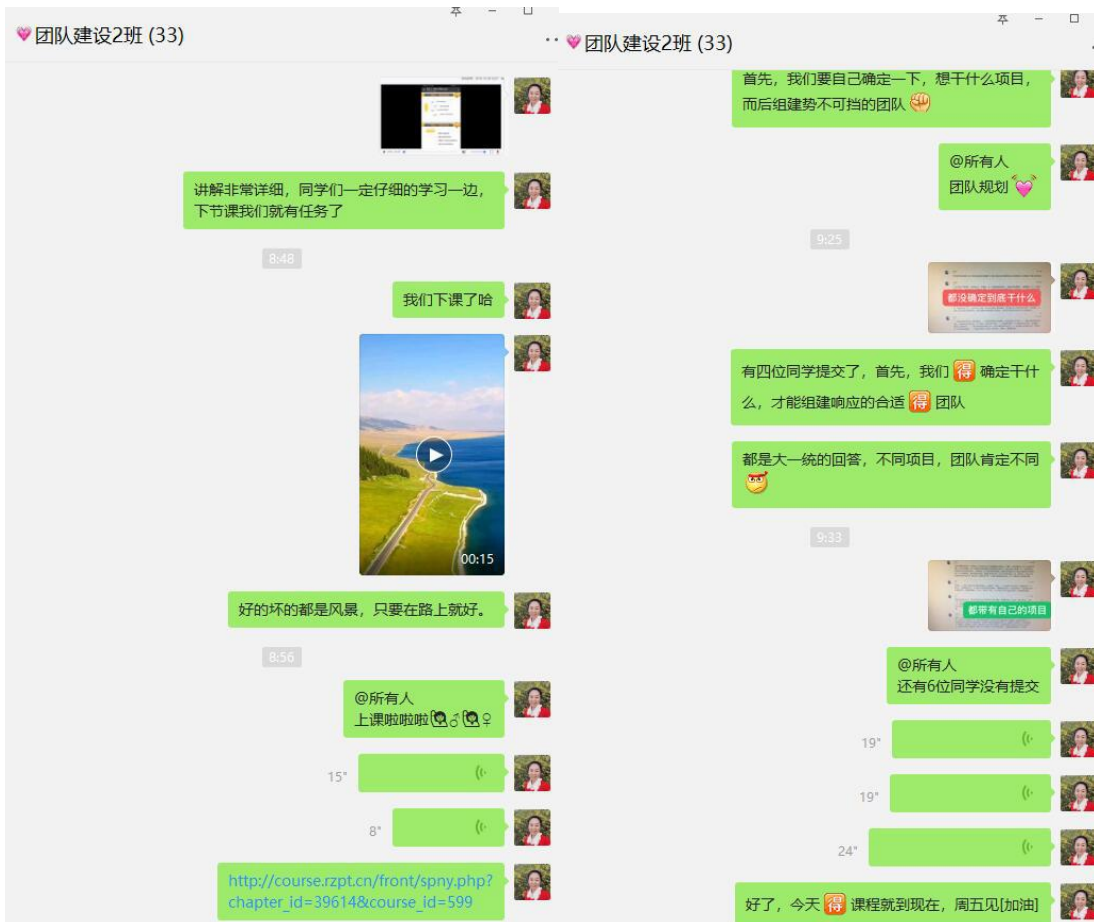 团队建设2班 (33)
讲解非常详细，同学们一定仔细的学习一边，
下节课我们就有任务了
8:48
我们下课了哈
00:15
好的坏的都是风景，只要在路上就好。
8:56
@所有人
上课啦啦啦🙋♂🙋♀
15"
8"
http://course.rzpt.cn/front/spny.php?
chapter_id=39614&course_id=599
团队建设2班 (33)
首先，我们要自己确定一下，想干什么项目，
而后组建势不可挡的团队
@所有人
团队规划
9:25
都没确定到底干什么
有四位同学提交了，首先，我们 得 确定干什
么，才能组建响应的合适 得 团队
都是大一统的回答，不同项目，团队肯定不同
9:33
都带有自己的项目
@所有人
还有6位同学没有提交
19"
19"
24"
好了，今天 得 课程就到现在，周五见[加油]